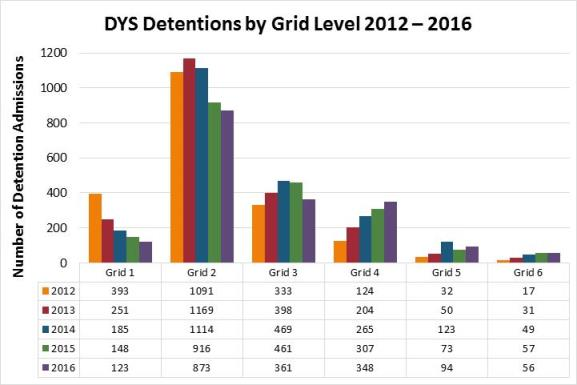 DYS Detentions by Grid Level 2012 – 2016
Number of Detention Admissions
1200
1000
800
600
400
200
0
Grid 1 Grid 2 Grid 3 Grid 4 Grid 5 Grid 6
2012 393 1091 333 124 32 17
2013 251 1169 398 204 50 31
2014 185 1114 469 265 123 49
2015 148 916 461 307 73 57
2016 123 873 361 348 94 56